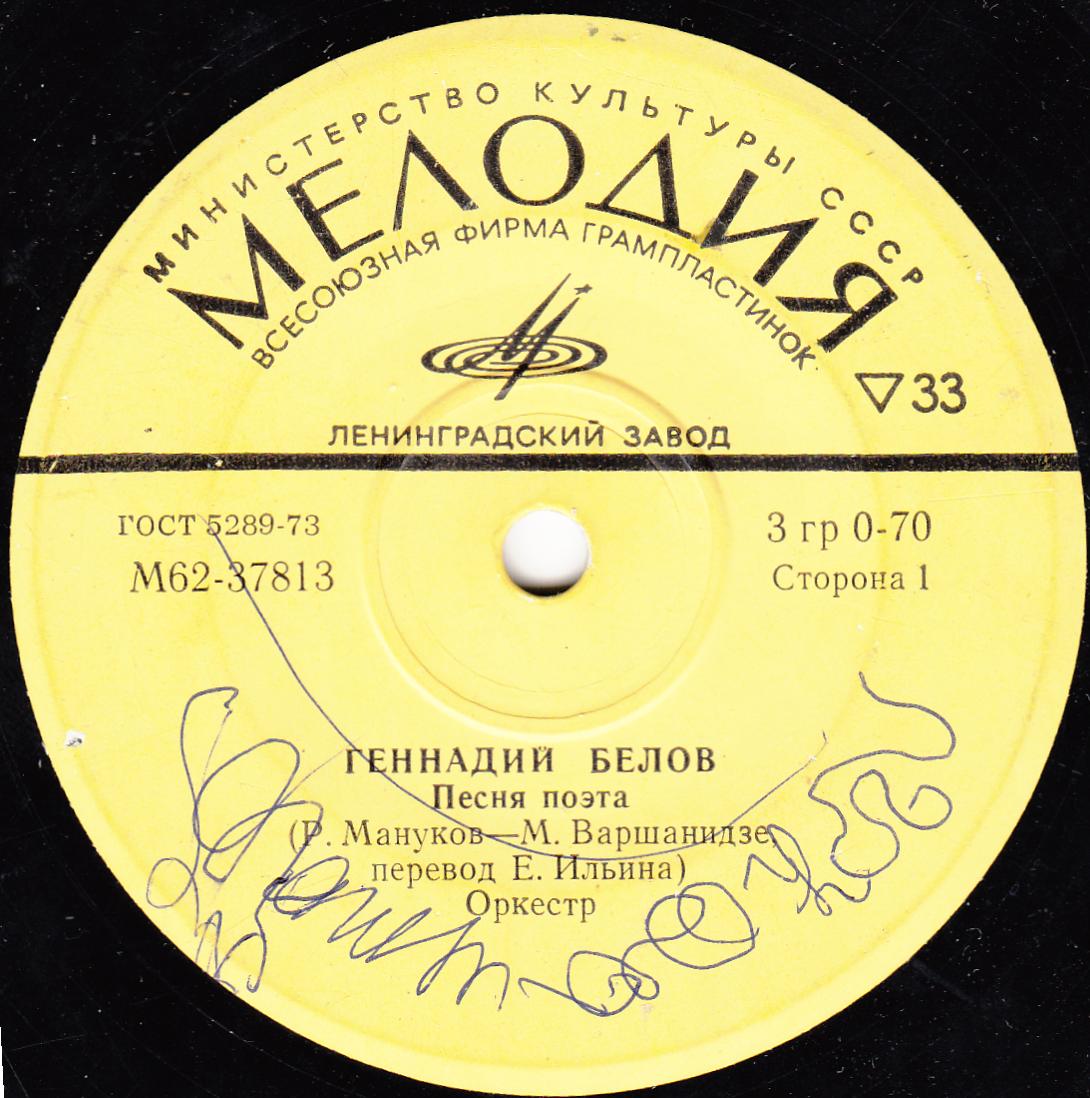 МИНИСТЕРСТВО КУЛЬТУРЫ СССР
МЕЛОДИЯ
ВСЕСОЮЗНАЯ ФИРМА ГРАМПЛАСТИНОК
▽33
ЛЕНИНГРАДСКИЙ ЗАВОД
ГОСТ 5289-73
3 гр 0-70
М62-37813
Сторона 1
ГЕННАДИЙ БЕЛОВ
Песня поэта
(Р. Мануков—М. Варшанидзе,
перевод Е. Ильина)
Оркестр